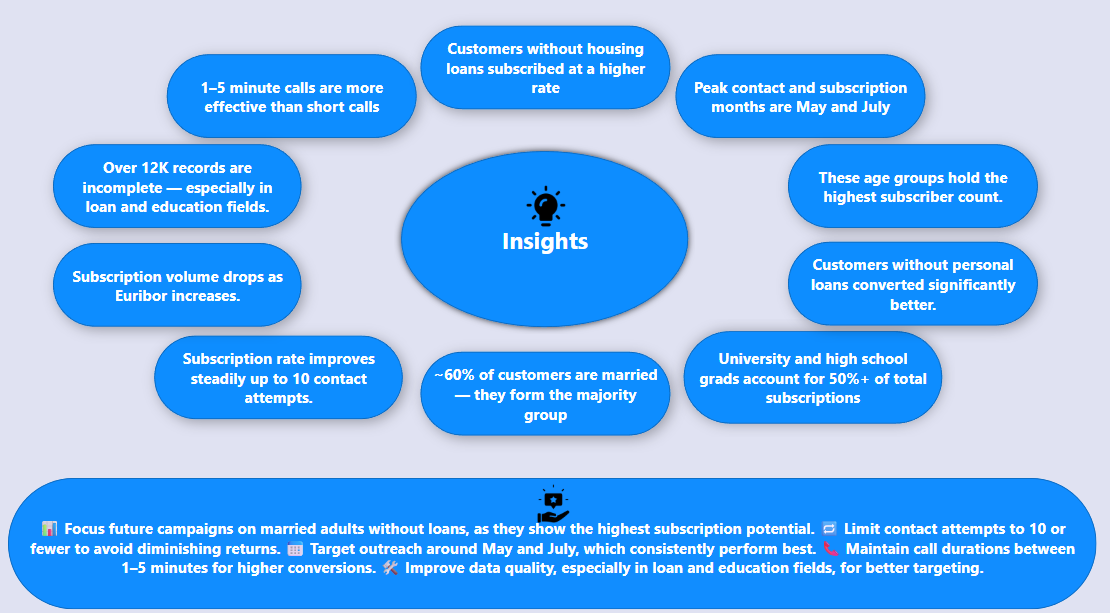 Customers without housing
loans subscribed at a higher
rate
1–5 minute calls are more
effective than short calls
Peak contact and subscription
months are May and July
Over 12K records are
incomplete — especially in
loan and education fields.
These age groups hold the
highest subscriber count.
Insights
Subscription volume drops as
Euribor increases.
Customers without personal
loans converted significantly
better.
Subscription rate improves
steadily up to 10 contact
attempts.
~60% of customers are married
— they form the majority
group
University and high school
grads account for 50%+ of total
subscriptions
📊 Focus future campaigns on married adults without loans, as they show the highest subscription potential. 🔁 Limit contact attempts to 10 or
fewer to avoid diminishing returns. 📅 Target outreach around May and July, which consistently perform best. 📞 Maintain call durations between
1–5 minutes for higher conversions. 🛠️ Improve data quality, especially in loan and education fields, for better targeting.